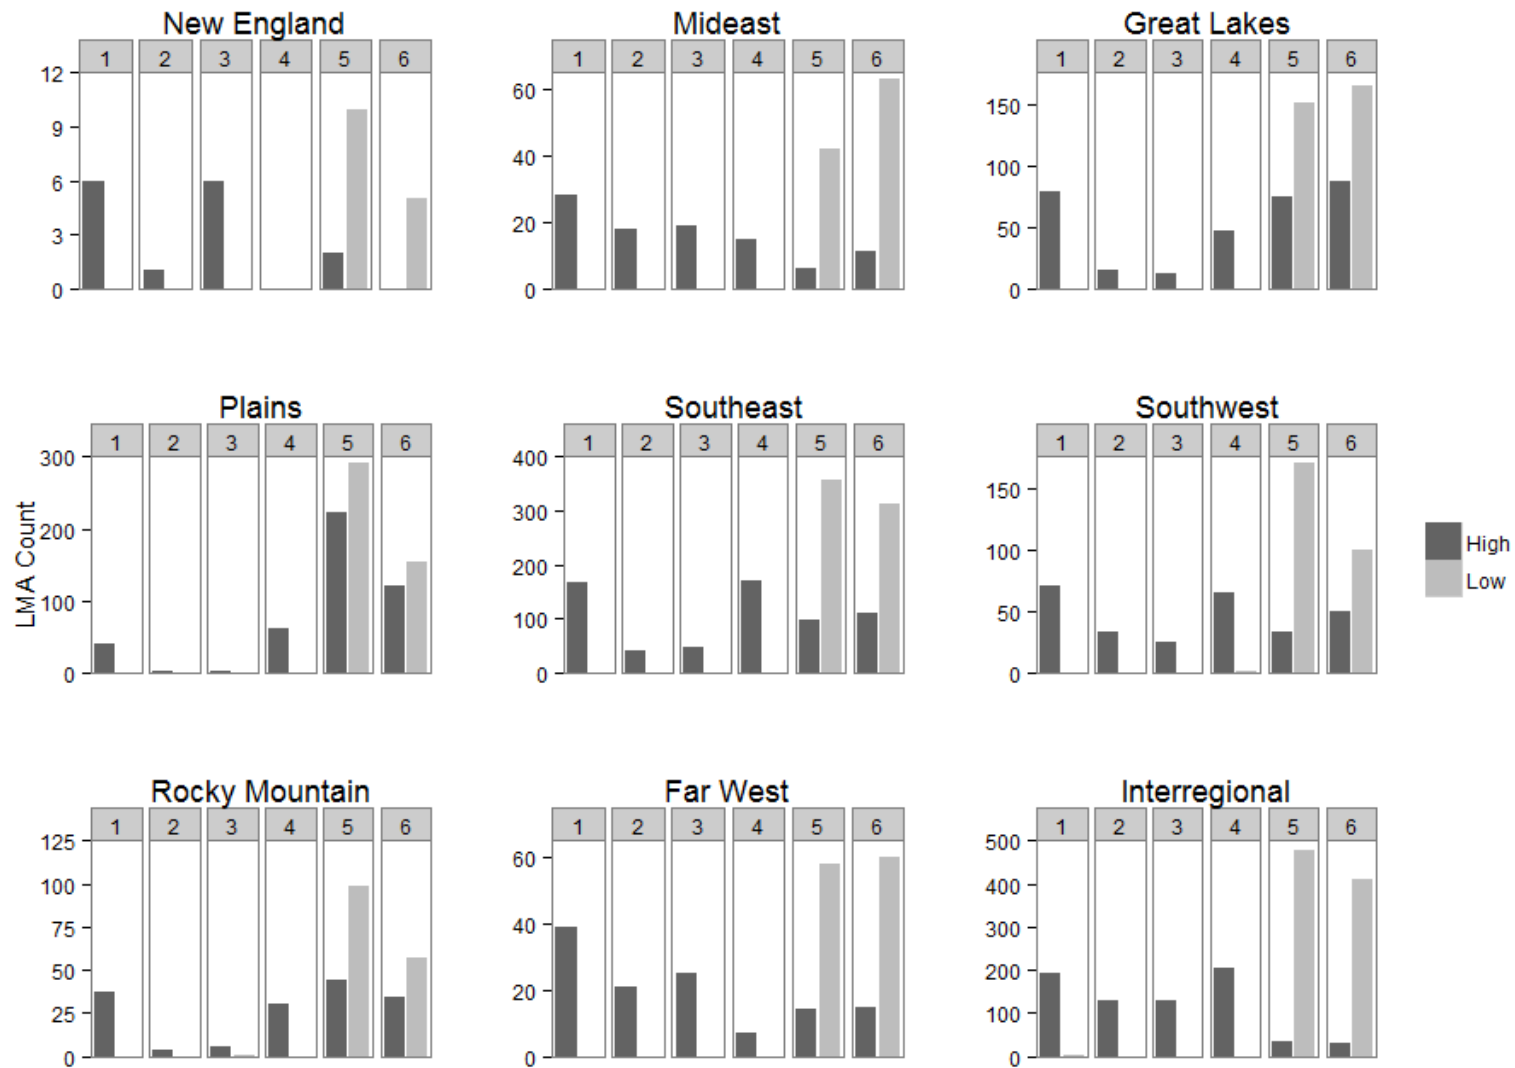 New England
1 2 3 4 5 6
12
9
6
3
0
Mideast
1 2 3 4 5 6
60
40
20
0
Great Lakes
1 2 3 4 5 6
150
100
50
0
Plains
1 2 3 4 5 6
300
200
100
0
LMA Count
Southeast
1 2 3 4 5 6
400
300
200
100
0
Southwest
1 2 3 4 5 6
150
100
50
0
High
Low
Rocky Mountain
1 2 3 4 5 6
125
100
75
50
25
0
Far West
1 2 3 4 5 6
60
40
20
0
Interregional
1 2 3 4 5 6
500
400
300
200
100
0